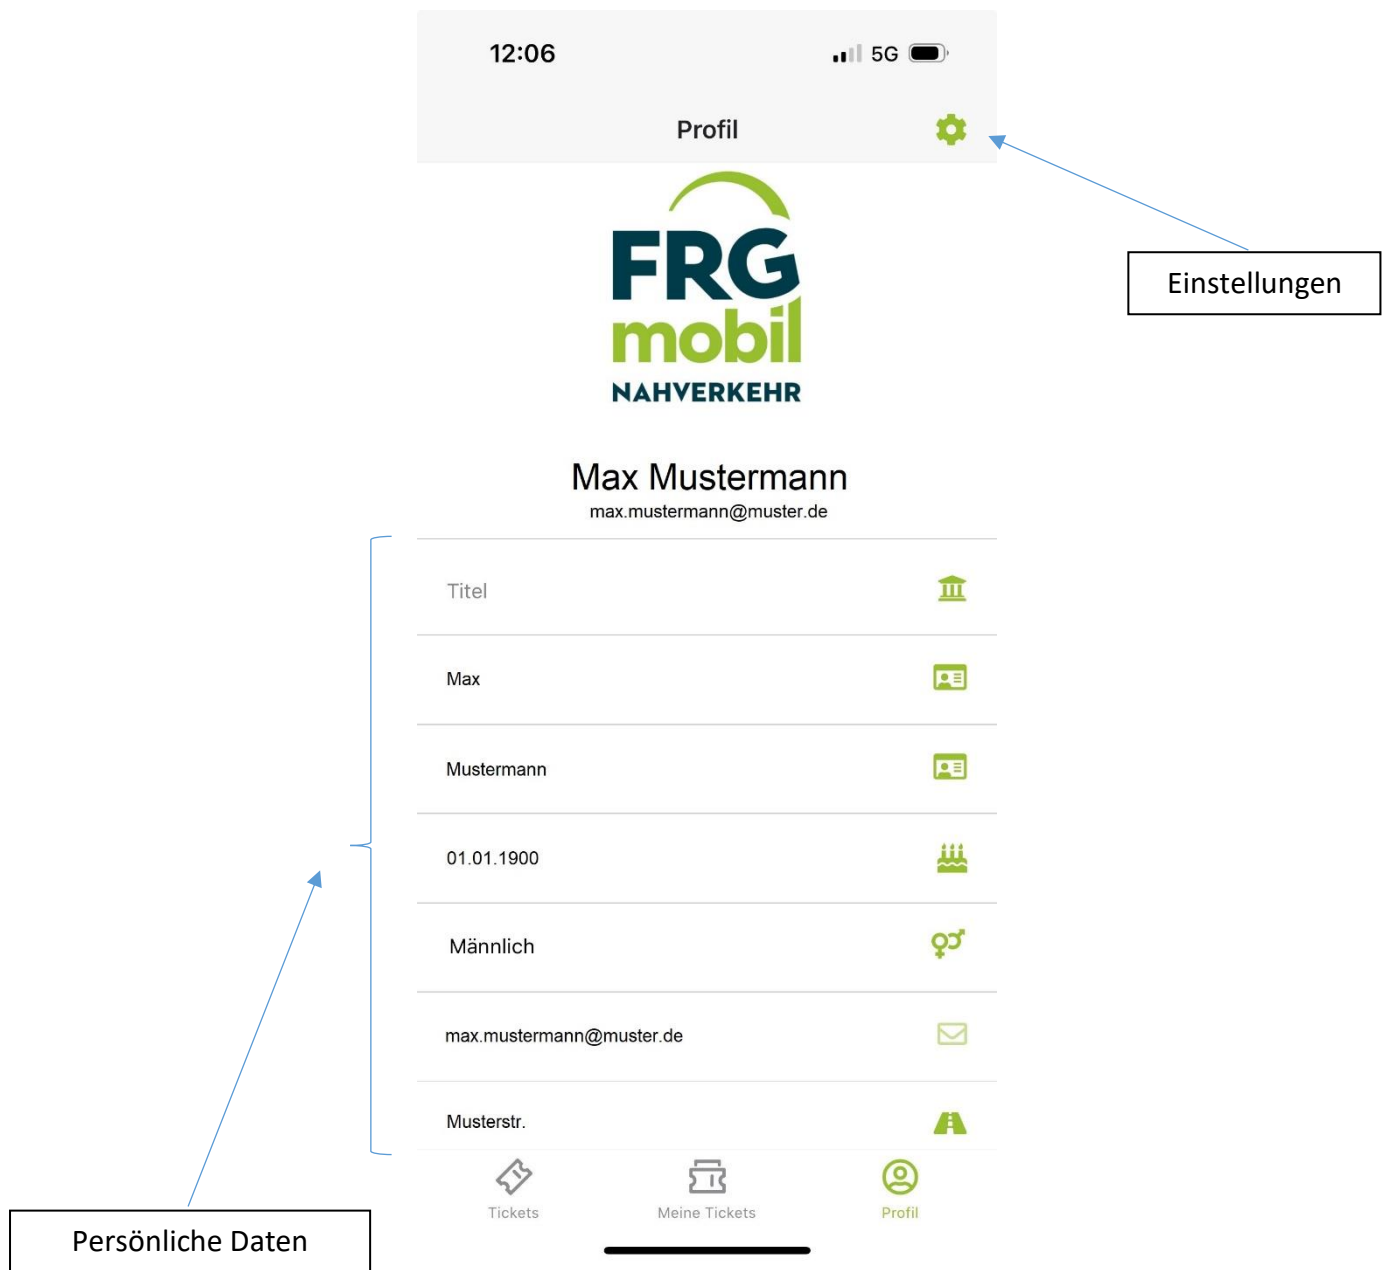 12:06
5G
Profil
Einstellungen
FRG
mobil
NAHVERKEHR
Max Mustermann
max.mustermann@muster.de
Titel
Max
Mustermann
01.01.1900
Männlich
max.mustermann@muster.de
Musterstr.
Tickets
Meine Tickets
Profil
Persönliche Daten